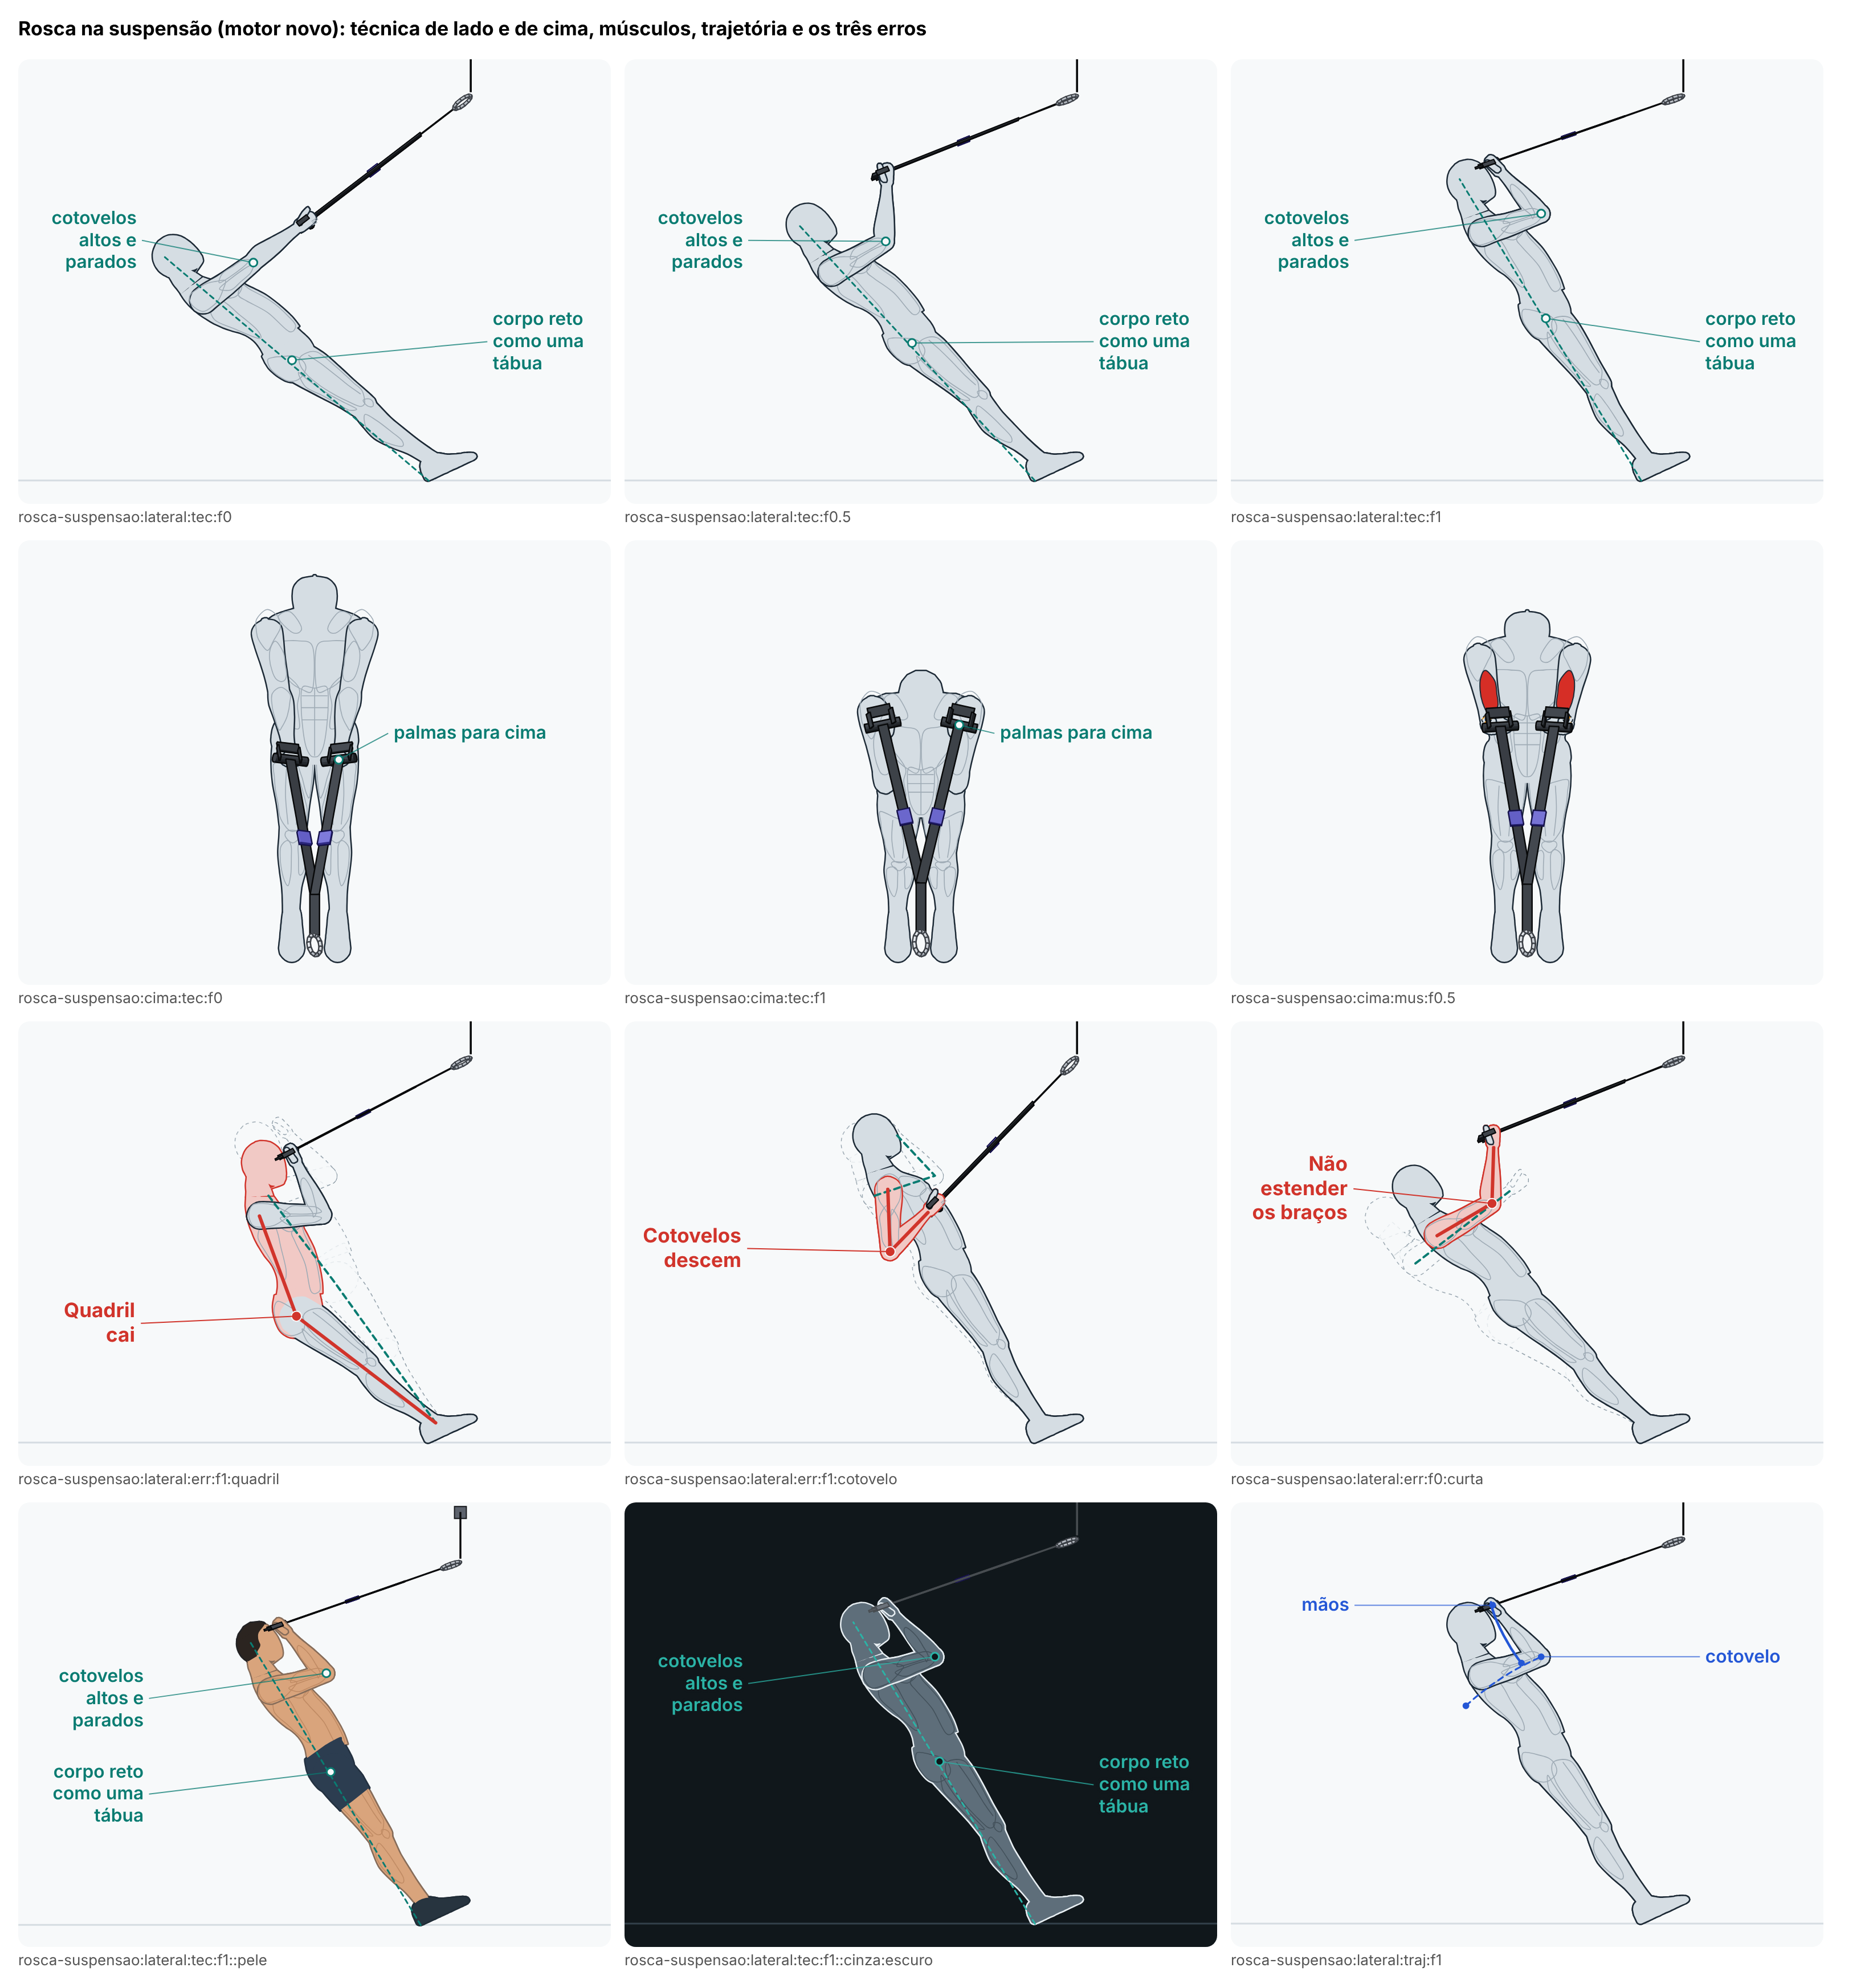 Rosca na suspensão (motor novo): técnica de lado e de cima, músculos, trajetória e os três erros
cotovelos
altos e
parados
corpo reto
como uma
tábua
rosca-suspensao:lateral:tec:f0
cotovelos
altos e
parados
corpo reto
como uma
tábua
rosca-suspensao:lateral:tec:f0.5
cotovelos
altos e
parados
corpo reto
como uma
tábua
rosca-suspensao:lateral:tec:f1
palmas para cima
rosca-suspensao:cima:tec:f0
palmas para cima
rosca-suspensao:cima:tec:f1
rosca-suspensao:cima:mus:f0.5
Quadril
cai
rosca-suspensao:lateral:err:f1:quadril
Cotovelos
descem
rosca-suspensao:lateral:err:f1:cotovelo
Não
estender
os braços
rosca-suspensao:lateral:err:f0:curta
cotovelos
altos e
parados
corpo reto
como uma
tábua
rosca-suspensao:lateral:tec:f1::pele
cotovelos
altos e
parados
corpo reto
como uma
tábua
rosca-suspensao:lateral:tec:f1::cinza:escuro
mãos
cotovelo
rosca-suspensao:lateral:traj:f1